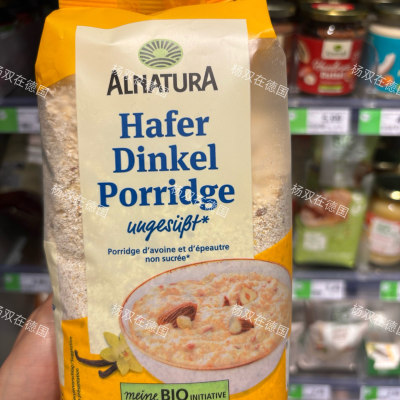 ALNATURA
Hafer
Dinkel
Porridge
ungesüßt*
Porridge d'avoine et d'épeautre
non sucrée*
meine BIO INITIATIVE
杨双在德国